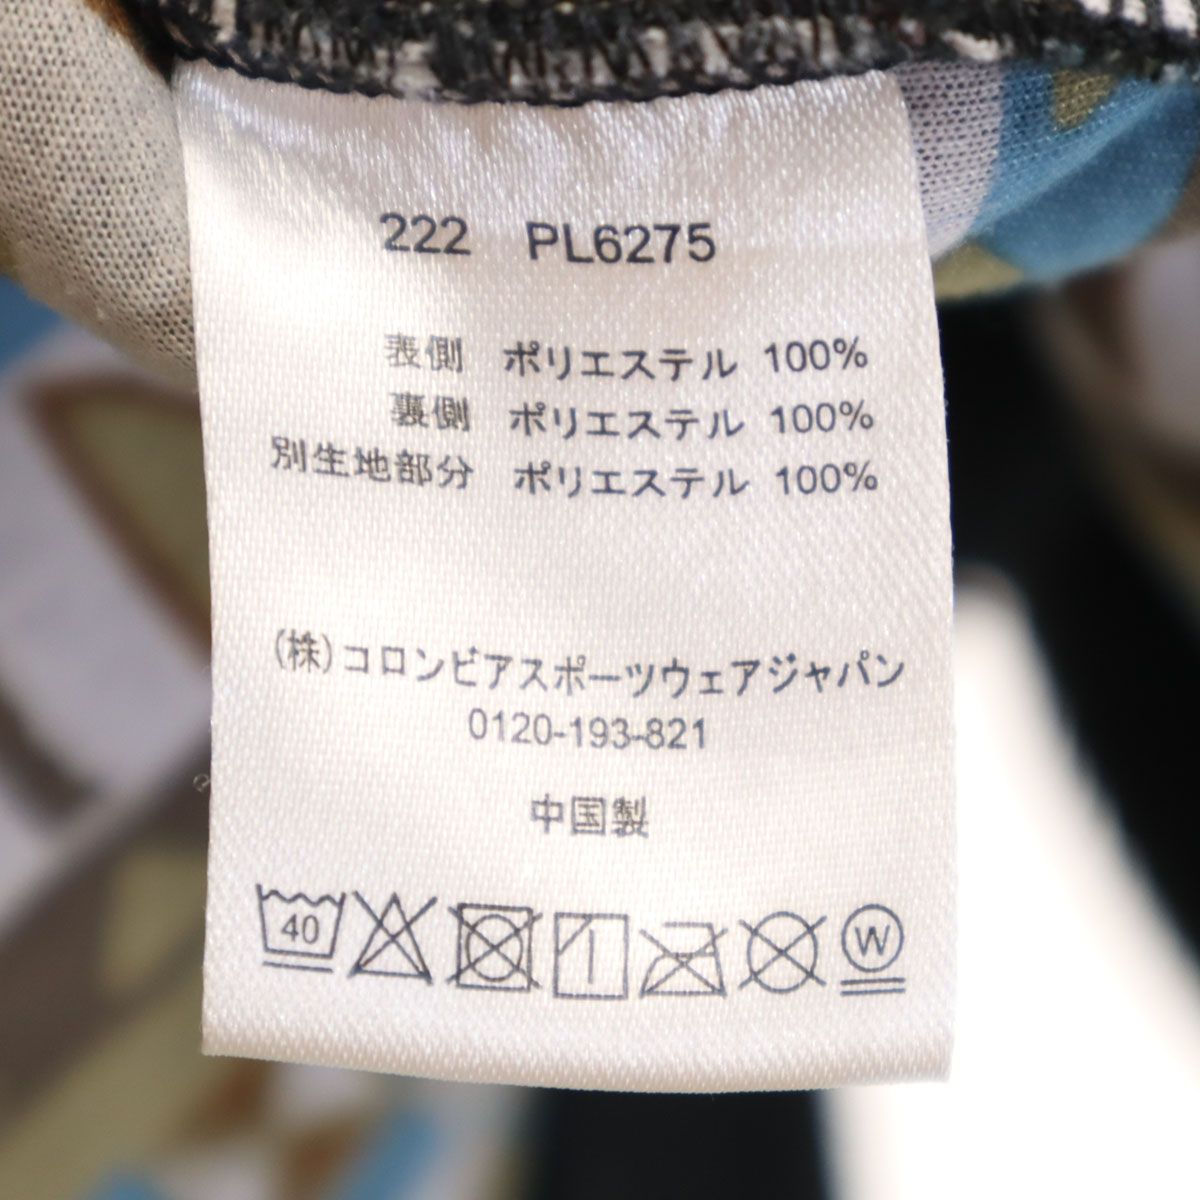 222 PL6275
表側 ポリエステル 100%
裏側 ポリエステル 100%
別生地部分 ポリエステル 100%
(株)コロンビアスポーツウェアジャパン
0120-193-821
中国製
40 W